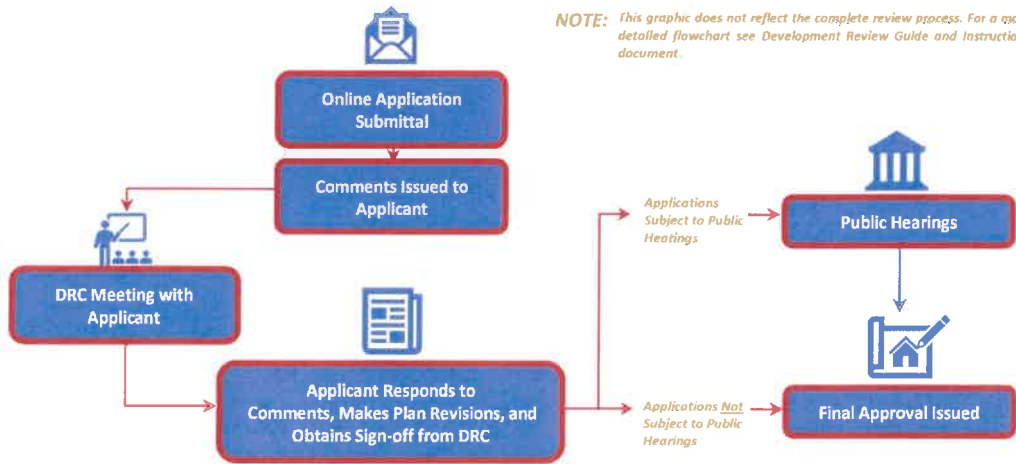 NOTE: This graphic does not reflect the complete review process. For a
detailed flowchart see Development Review Guide and
document.
Online Application
Submittal
Comments Issued to
Applicant
Applications
Subject to Public
Hearings
Public Hearings
DRC Meeting with
Applicant
Applicant Responds to
Comments, Makes Plan Revisions, and
Obtains Sign-off from DRC
Applications Not
Subject to Public
Hearings
Final Approval Issued